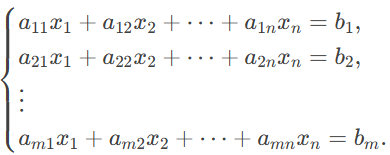 a₁₁x₁ + a₁₂x₂ + ⋯ + a₁ₙxₙ = b₁,
a₂₁x₁ + a₂₂x₂ + ⋯ + a₂ₙxₙ = b₂,
⋮
aₘ₁x₁ + aₘ₂x₂ + ⋯ + aₘₙxₙ = bₘ.